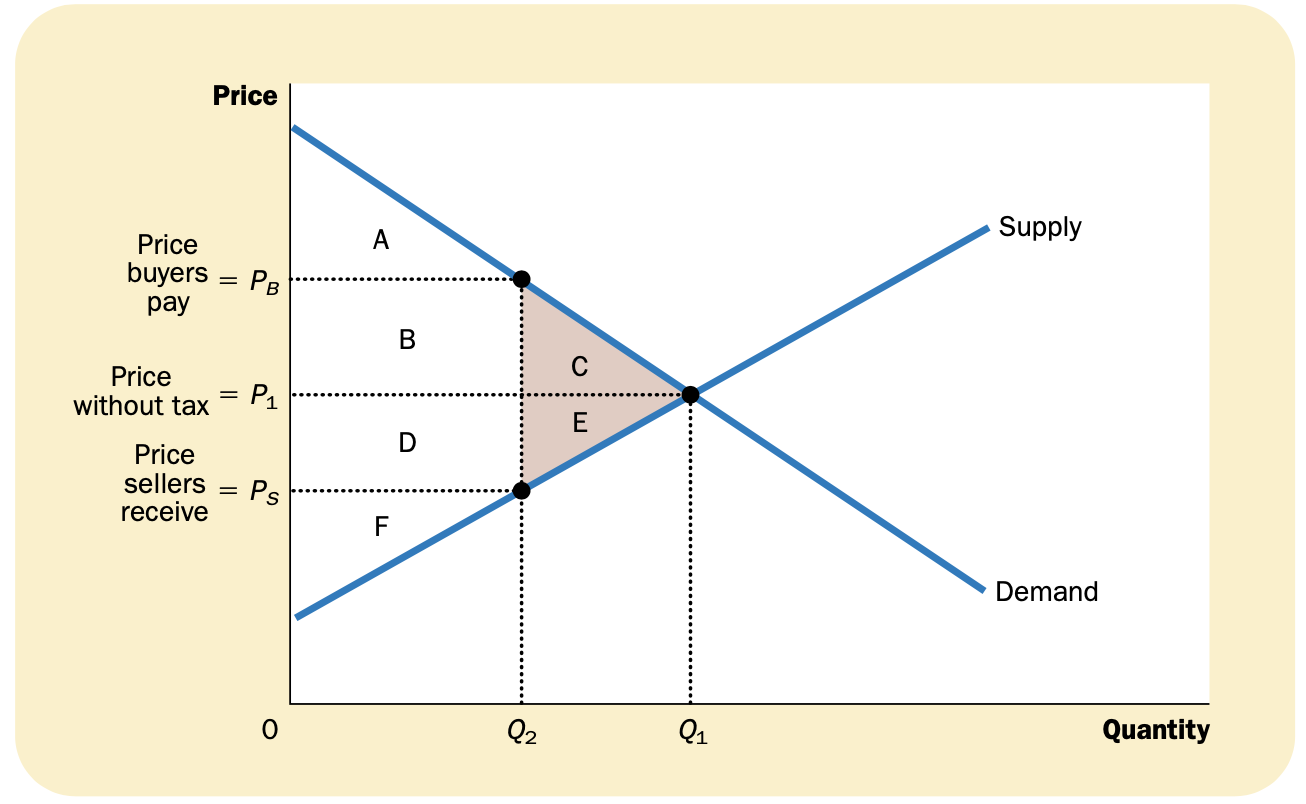 Price
A
Price
buyers
pay
= P_B
B
C
Price
without tax
= P_1
E
D
Price
sellers
receive
= P_S
F
Supply
Demand
0
Q_2
Q_1
Quantity